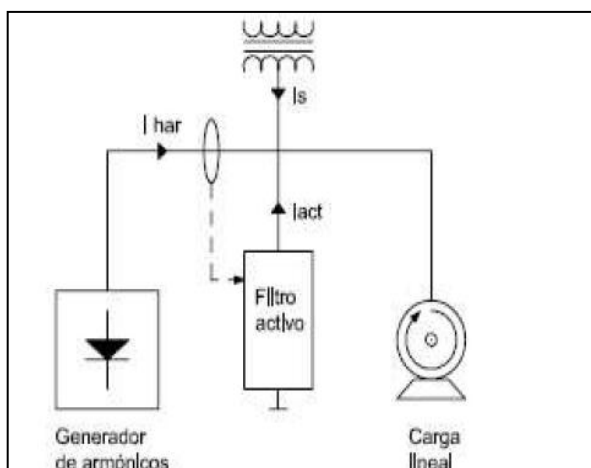 Is
I har
Iact
Filtro
activo
Generador
de armónicos
Carga
lineal